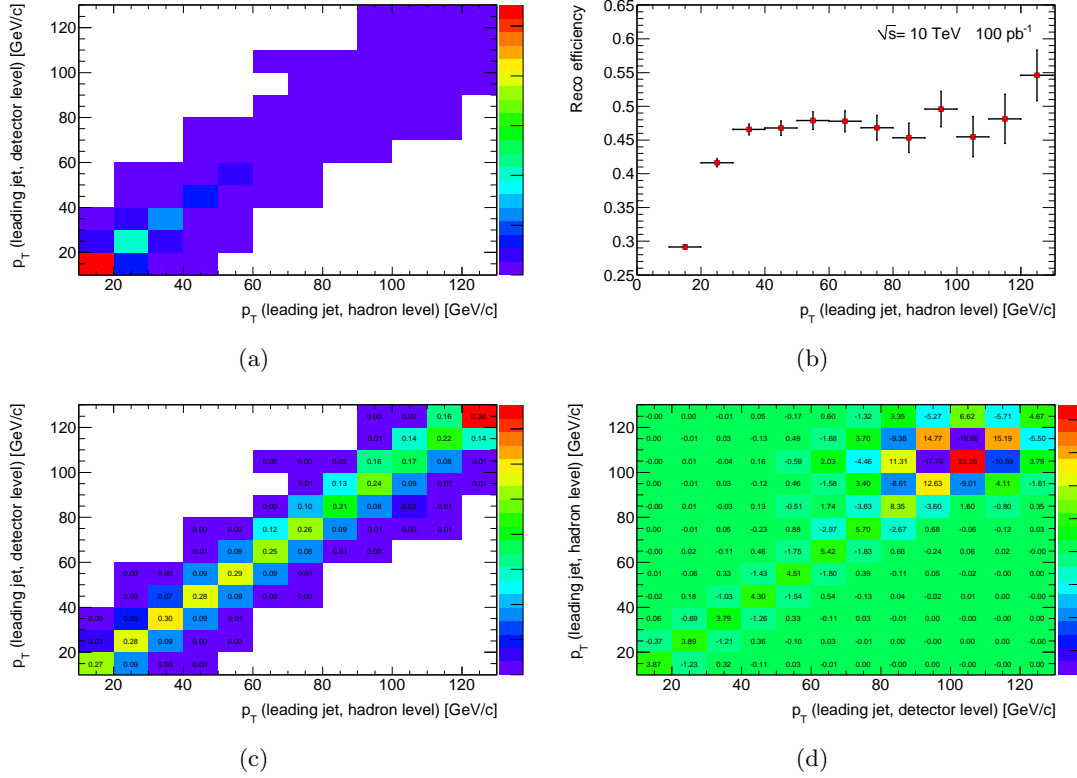 p_T (leading jet, detector level) [GeV/c]
120
100
80
60
40
20
20 40 60 80 100 120
p_T (leading jet, hadron level) [GeV/c]
(a)
Reco efficiency
0.65
0.6
0.55
0.5
0.45
0.4
0.35
0.3
0.25
√s= 10 TeV 100 pb⁻¹
0 20 40 60 80 100 120
p_T (leading jet, hadron level) [GeV/c]
(b)
p_T (leading jet, detector level) [GeV/c]
0.00 0.02 0.16 0.38
120
0.01 0.14 0.22 0.14
0.00 0.00 0.02 0.16 0.17 0.08 0.01
100
0.01 0.13 0.24 0.09 0.01
0.00 0.10 0.21 0.08 0.02 0.01
80
0.00 0.00 0.12 0.26 0.09 0.01 0.00 0.00
0.01 0.09 0.25 0.08 0.01 0.00
60
0.00 0.00 0.09 0.29 0.09 0.01
0.00 0.07 0.28 0.09 0.00 0.00
40
0.00 0.05 0.30 0.09 0.01
0.03 0.28 0.09 0.00 0.00
20
0.27 0.09 0.00 0.00
20 40 60 80 100 120
p_T (leading jet, hadron level) [GeV/c]
(c)
p_T (leading jet, hadron level) [GeV/c]
-0.00 0.00 -0.01 0.05 -0.17 0.60 -1.32 3.35 -5.27 6.62 -5.71 4.67
120
0.00 -0.01 0.03 -0.13 0.49 -1.68 3.70 -9.38 14.77 -18.68 15.19 -5.50
-0.00 0.01 -0.04 0.16 -0.59 2.03 -4.46 11.31 -17.79 22.25 -10.59 3.79
100
0.00 -0.01 0.03 -0.12 0.46 -1.58 3.40 -8.61 12.63 -9.01 4.11 -1.61
-0.00 0.01 -0.03 0.13 -0.51 1.74 -3.63 8.35 -3.60 1.60 -0.80 0.35
80
0.00 -0.01 0.05 -0.23 0.88 -2.97 5.70 -2.67 0.68 -0.06 -0.12 0.03
-0.00 0.02 -0.11 0.46 -1.75 5.42 -1.83 0.66 -0.24 0.06 0.02 -0.00
60
0.01 -0.06 0.33 -1.43 4.51 -1.80 0.39 -0.11 0.05 -0.02 -0.00 0.00
-0.02 0.18 -1.03 4.30 -1.54 0.54 -0.13 0.04 -0.02 0.01 0.00 -0.00
40
0.06 -0.69 3.79 -1.26 0.33 -0.11 0.03 -0.01 0.00 -0.00 -0.00 0.00
-0.37 3.89 -1.21 0.36 -0.10 0.03 -0.01 0.00 -0.00 0.00 0.00 -0.00
20
3.87 -1.23 0.32 -0.11 0.03 -0.01 0.00 -0.00 0.00 -0.00 -0.00 0.00
20 40 60 80 100 120
p_T (leading jet, detector level) [GeV/c]
(d)